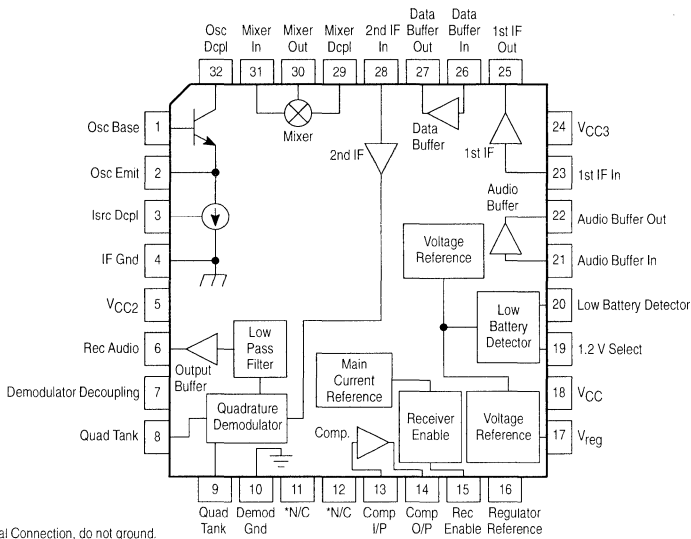 Osc
Dcpl
Mixer
In
Mixer
Out
Mixer
Dcpl
2nd IF
In
Data
Buffer
Out
Data
Buffer
In
1st IF
Out
32
31
30
29
28
27
26
25
Mixer
Data
Buffer
2nd IF
1st IF
Osc Base
1
Osc Emit
2
Isrc Dcpl
3
IF Gnd
4
VCC2
5
Rec Audio
6
Demodulator Decoupling
7
Quad Tank
8
24
VCC3
23
1st IF In
Audio
Buffer
22
Audio Buffer Out
21
Audio Buffer In
20
Low Battery Detector
19
1.2 V Select
18
VCC
17
Vreg
Voltage
Reference
Low
Battery
Detector
Output
Buffer
Low
Pass
Filter
Main
Current
Reference
Quadrature
Demodulator
Comp.
Receiver
Enable
Voltage
Reference
9
10
11
12
13
14
15
16
Quad
Tank
Demod
Gnd
*N/C
*N/C
Comp
I/P
Comp
O/P
Rec
Enable
Regulator
Reference
al Connection, do not ground.